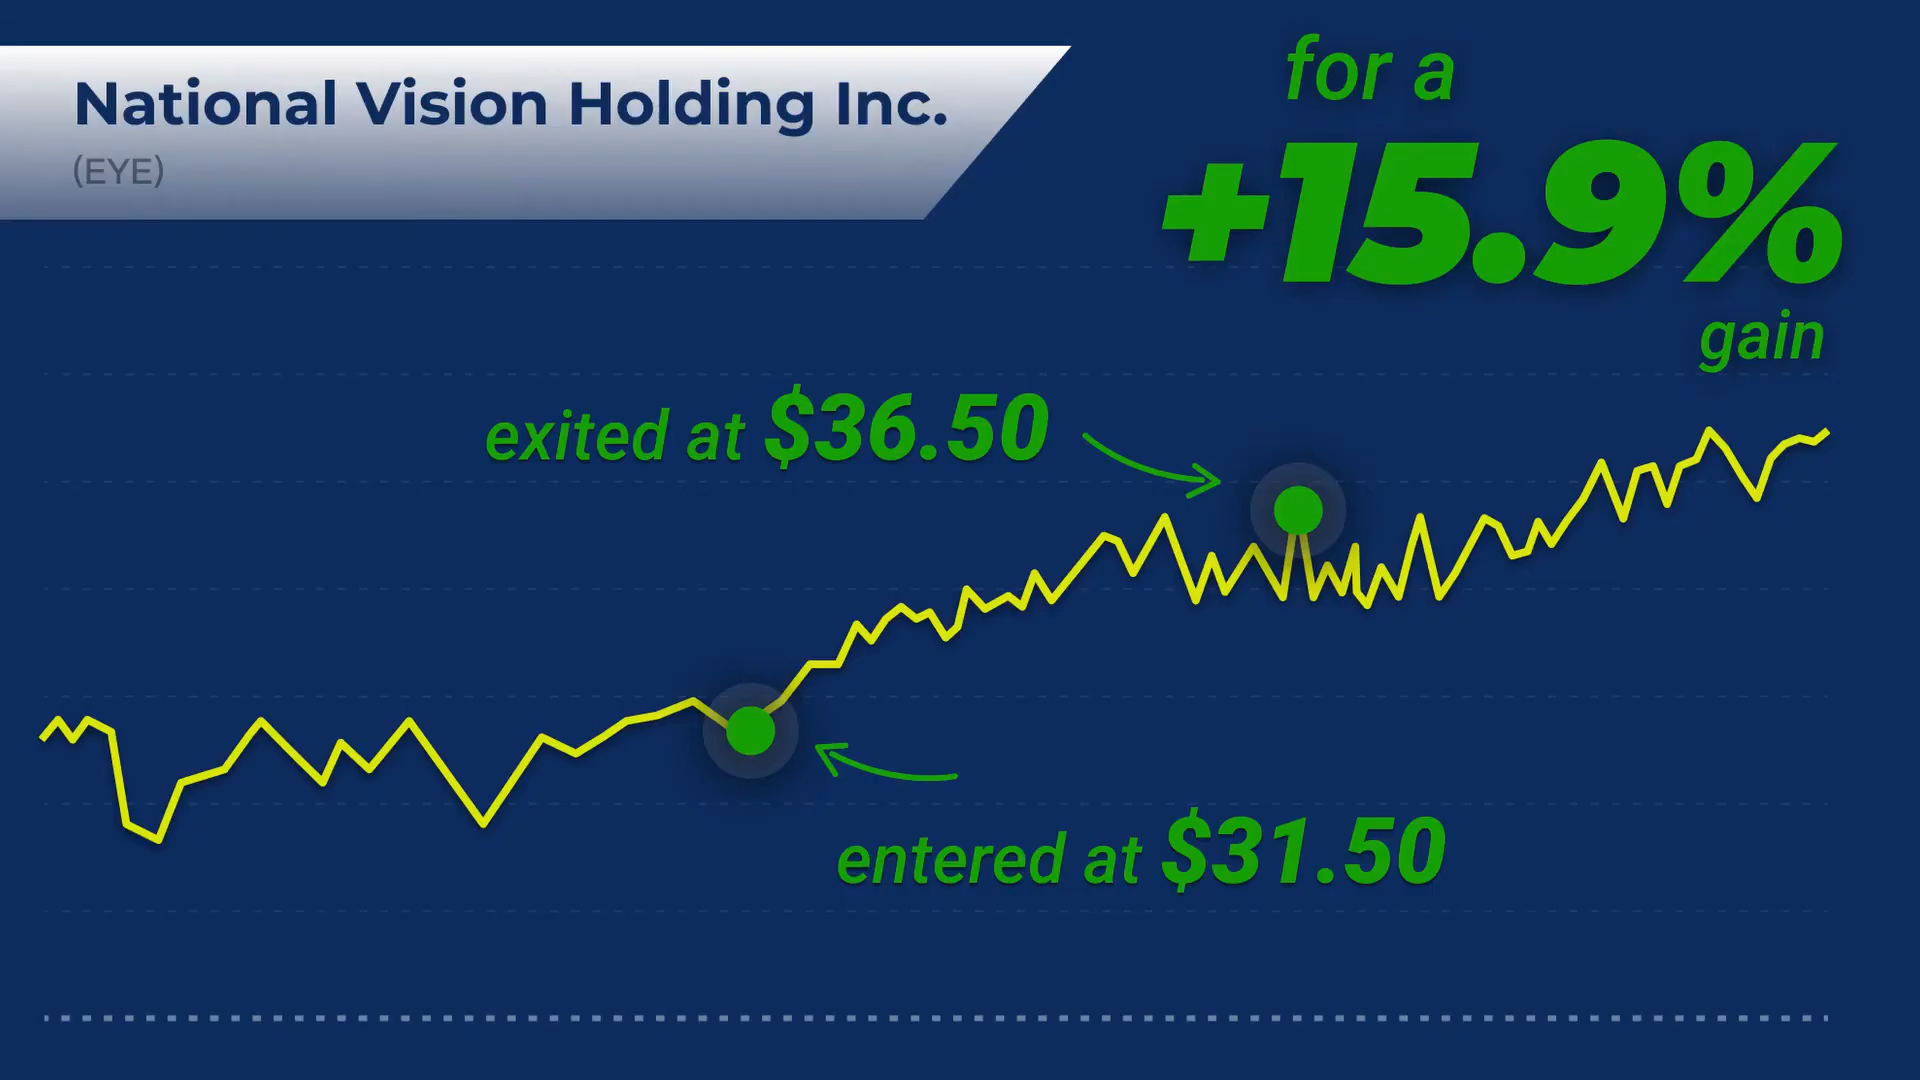 National Vision Holding Inc.
(EYE)
for a
+15.9%
gain
exited at $36.50
entered at $31.50